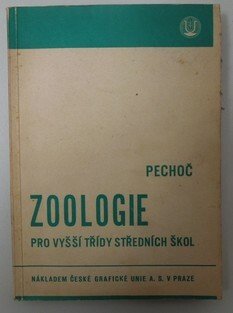 PECHOČ
ZOOLOGIE
PRO VYŠŠÍ TŘÍDY STŘEDNÍCH ŠKOL
NÁKLADEM ČESKÉ GRAFICKÉ UNIE A. S. V PRAZE